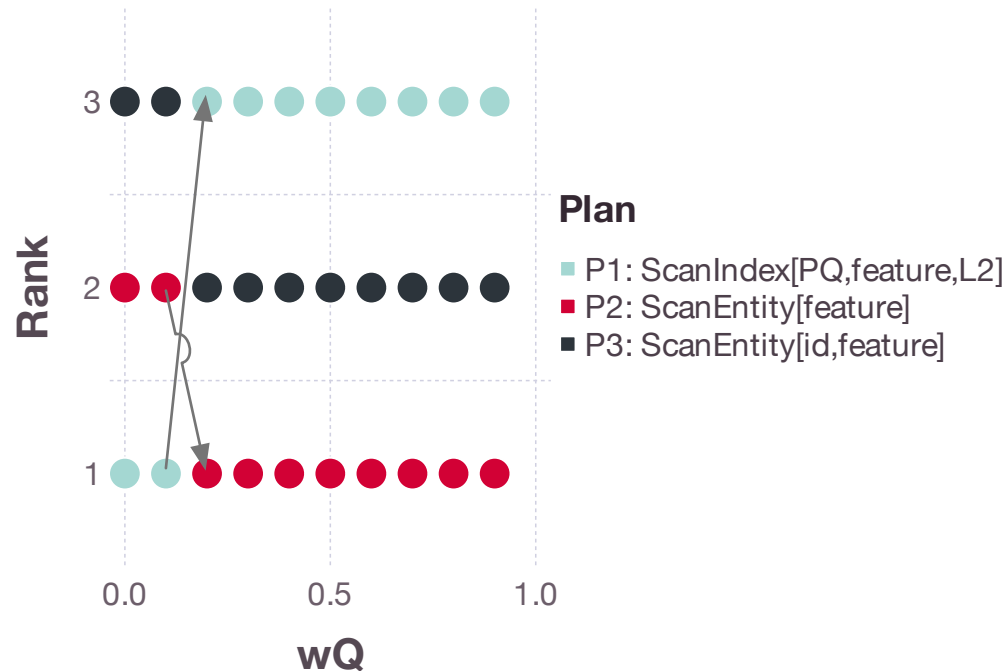 Rank
3
2
1
0.0
0.5
1.0
wQ
Plan
P1: ScanIndex[PQ,feature,L2]
P2: ScanEntity[feature]
P3: ScanEntity[id,feature]